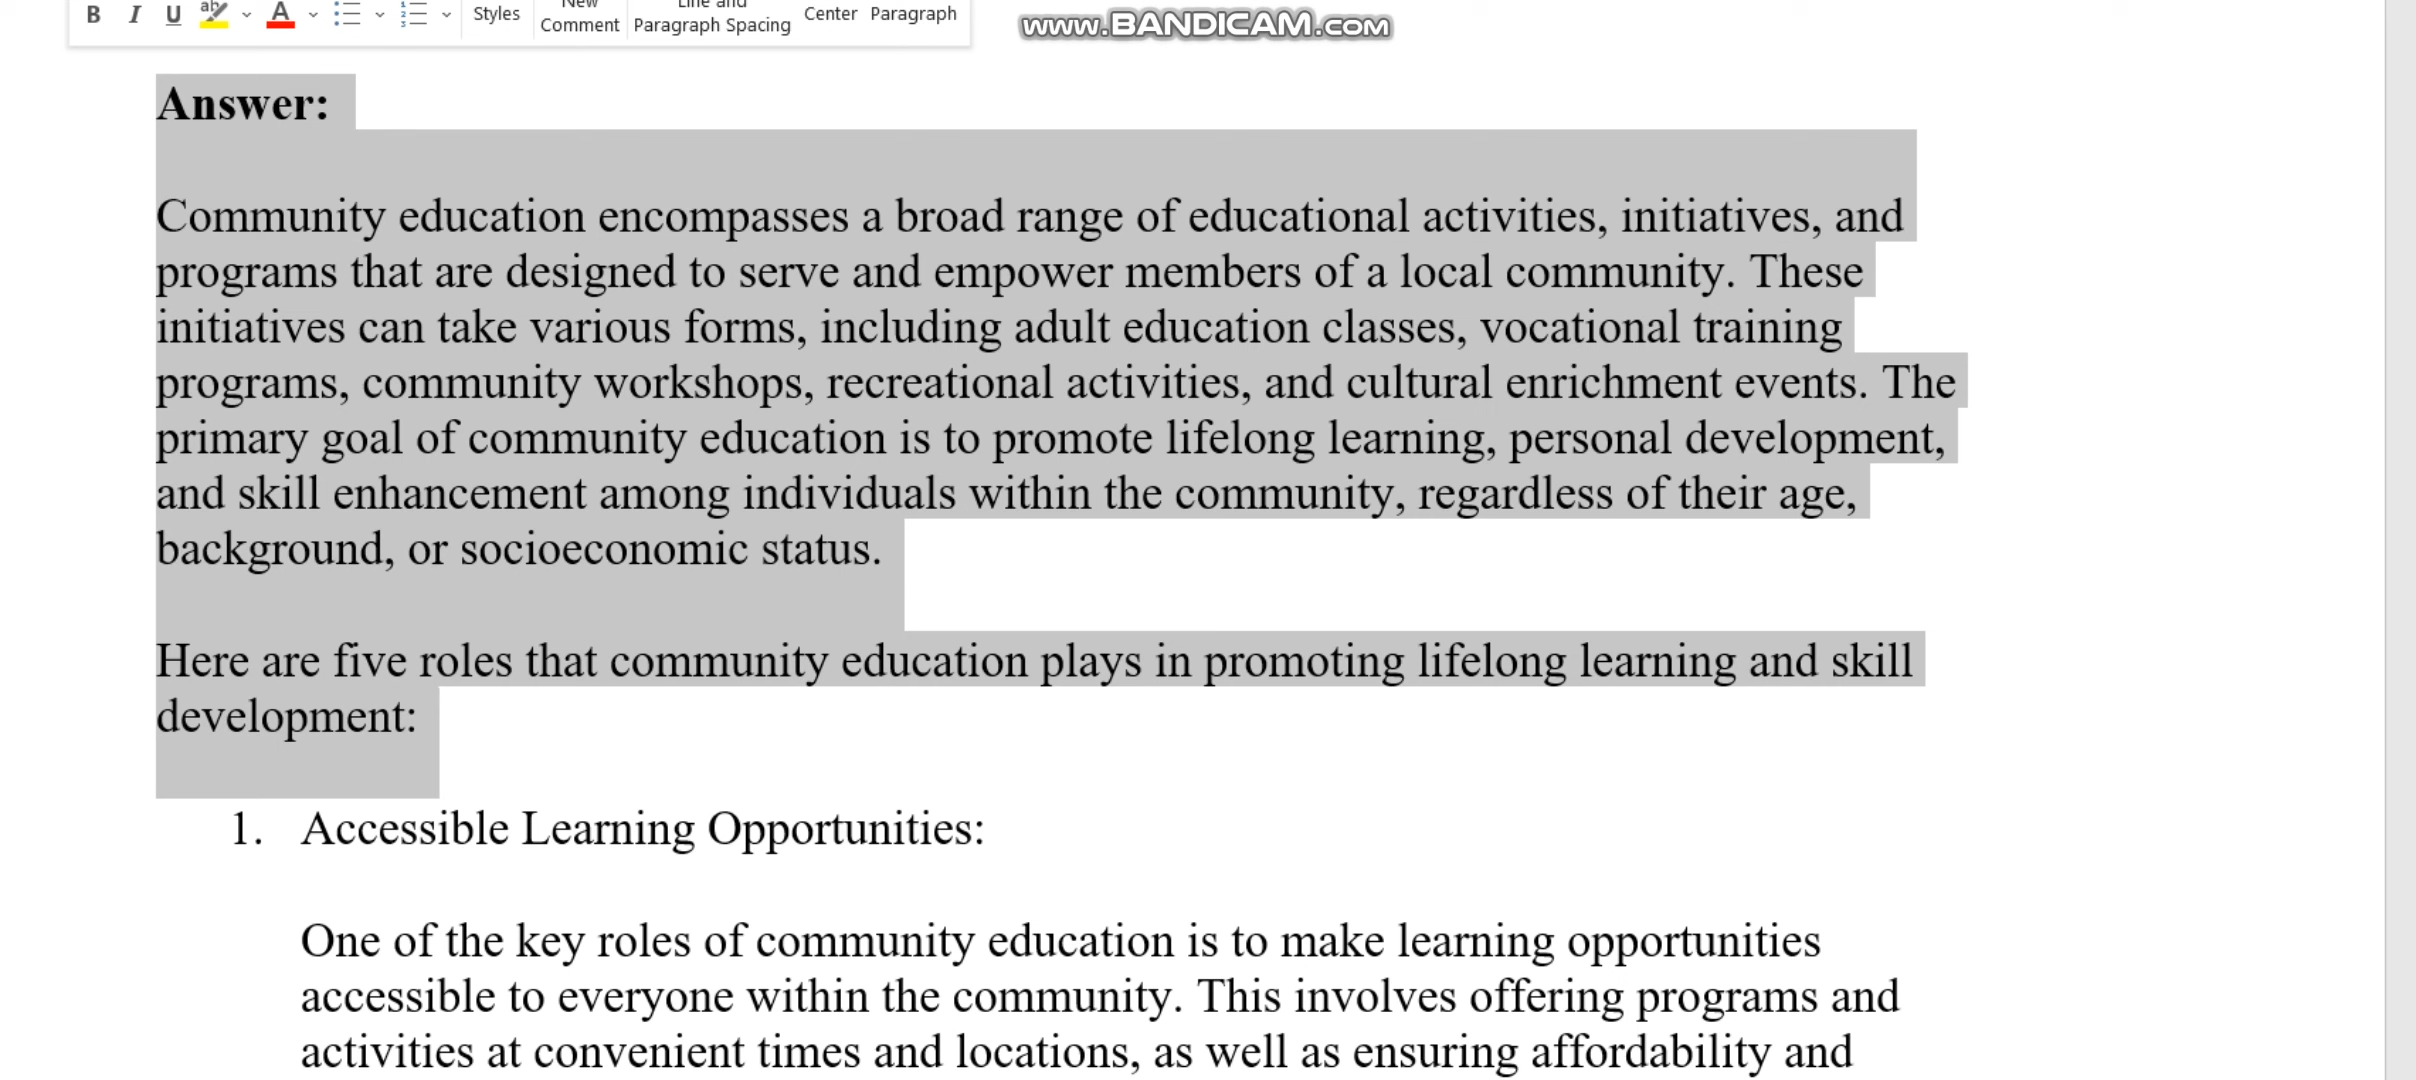 B I U ab A Styles New Comment Line and Paragraph Spacing Center Paragraph
www.BANDICAM.com
Answer:
Community education encompasses a broad range of educational activities, initiatives, and
programs that are designed to serve and empower members of a local community. These
initiatives can take various forms, including adult education classes, vocational training
programs, community workshops, recreational activities, and cultural enrichment events. The
primary goal of community education is to promote lifelong learning, personal development,
and skill enhancement among individuals within the community, regardless of their age,
background, or socioeconomic status.
Here are five roles that community education plays in promoting lifelong learning and skill
development:
1. Accessible Learning Opportunities:
One of the key roles of community education is to make learning opportunities
accessible to everyone within the community. This involves offering programs and
activities at convenient times and locations, as well as ensuring affordability and